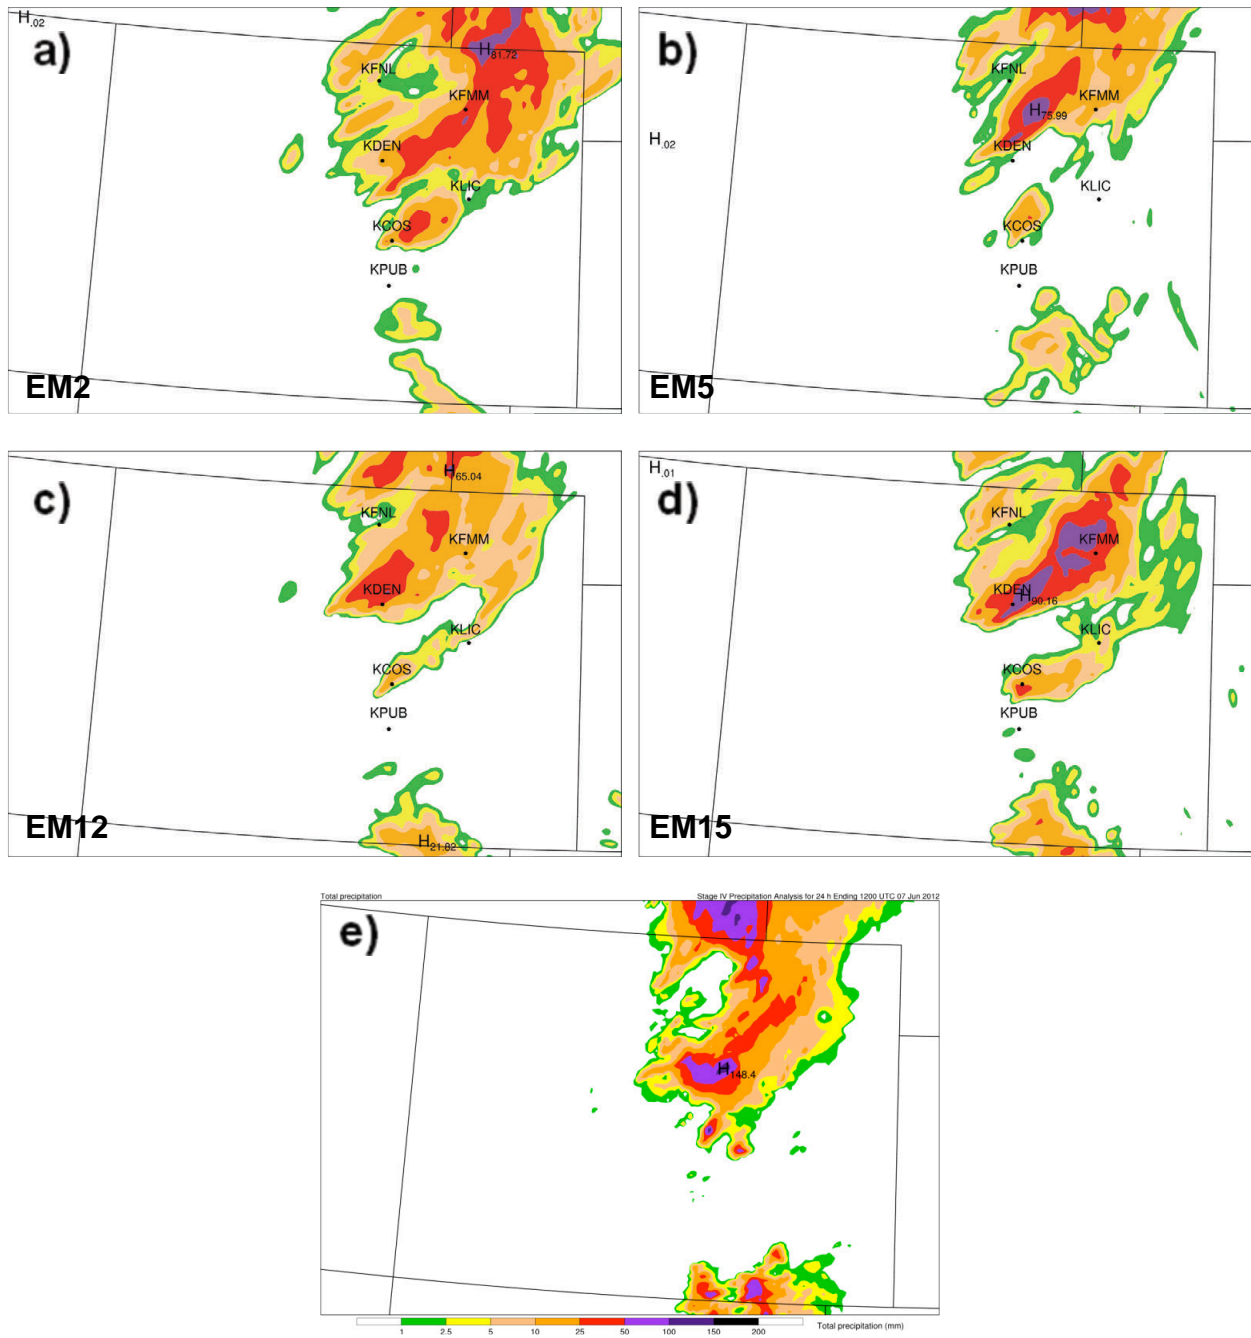 a)
H.02
H81.72
KFNL
KFMM
KDEN
KLIC
KCOS
KPUB
EM2
b)
H.02
KFNL
KFMM
H75.99
KDEN
KLIC
KCOS
KPUB
EM5
c)
H65.04
KFNL
KFMM
KDEN
KLIC
KCOS
KPUB
H21.82
EM12
d)
H.01
KFNL
KFMM
KDEN
H90.16
KLIC
KCOS
KPUB
EM15
Total precipitation
Stage IV Precipitation Analysis for 24 h Ending 1200 UTC 07 Jun 2012
e)
H148.4
1 2.5 5 10 25 50 100 150 200
Total precipitation (mm)